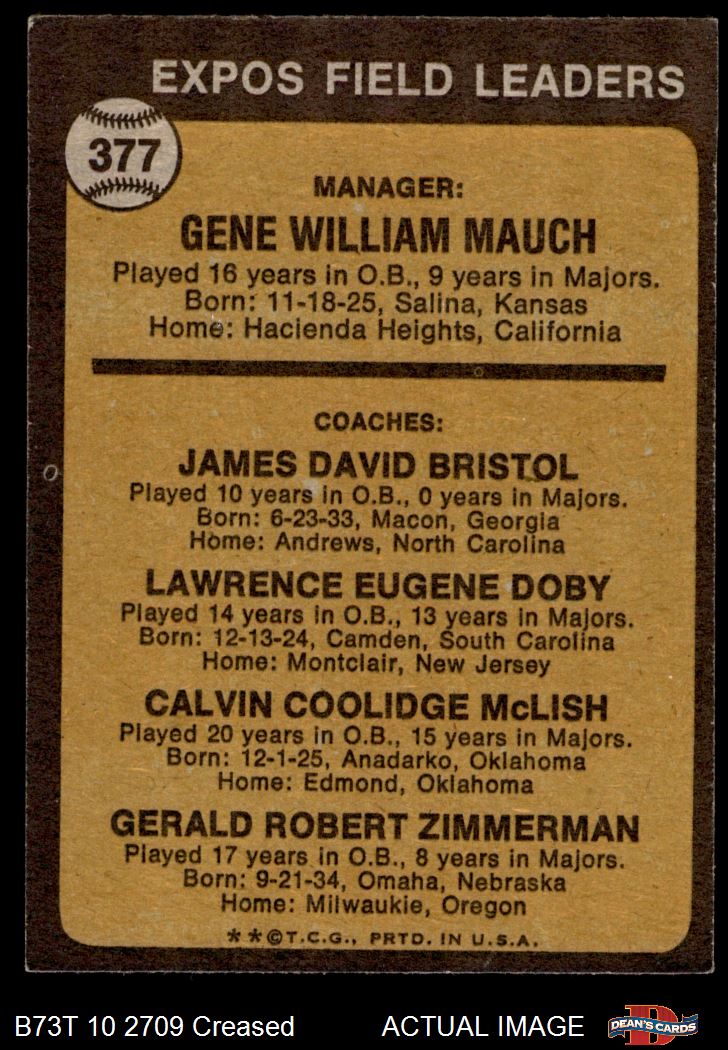 EXPOS FIELD LEADERS
377
MANAGER:
GENE WILLIAM MAUCH
Played 16 years in O.B., 9 years in Majors.
Born: 11-18-25, Salina, Kansas
Home: Hacienda Heights, California
COACHES:
JAMES DAVID BRISTOL
Played 10 years in O.B., 0 years in Majors.
Born: 6-23-33, Macon, Georgia
Home: Andrews, North Carolina
LAWRENCE EUGENE DOBY
Played 14 years in O.B., 13 years in Majors.
Born: 12-13-24, Camden, South Carolina
Home: Montclair, New Jersey
CALVIN COOLIDGE McLISH
Played 20 years in O.B., 15 years in Majors.
Born: 12-1-25, Anadarko, Oklahoma
Home: Edmond, Oklahoma
GERALD ROBERT ZIMMERMAN
Played 17 years in O.B., 8 years in Majors.
Born: 9-21-34, Omaha, Nebraska
Home: Milwaukie, Oregon
**©T.C.G., PRTD. IN U.S.A.
B73T 10 2709 Creased ACTUAL IMAGE
D
DEAN'S CARDS